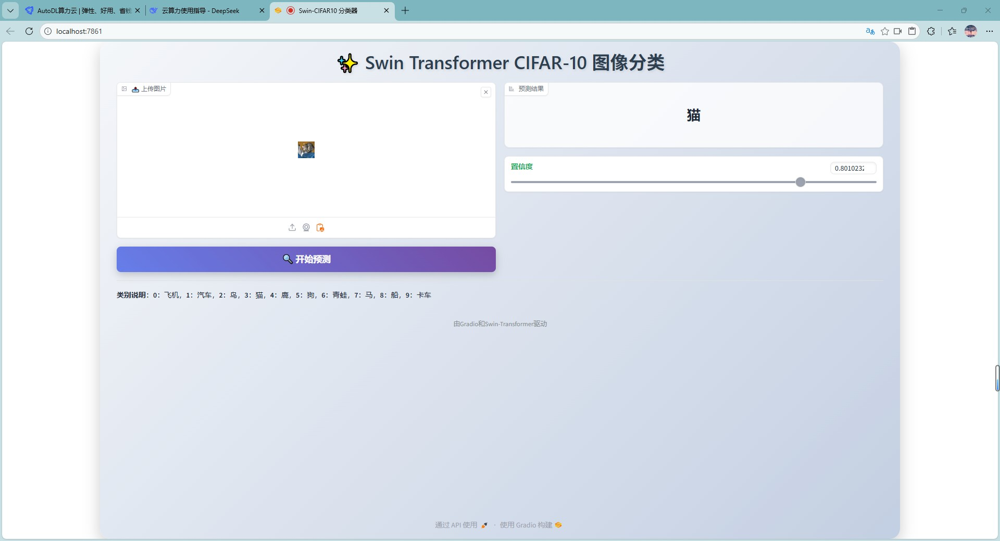 AutoDL算力云 | 弹性、好用、省钱
云算力使用指导 - DeepSeek
Swin-CIFAR10 分类器
localhost:7861
✨ Swin Transformer CIFAR-10 图像分类
上传图片
预测结果
猫
置信度
0.8010232
开始预测
类别说明：0：飞机，1：汽车，2：鸟，3：猫，4：鹿，5：狗，6：青蛙，7：马，8：船，9：卡车
由Gradio和Swin-Transformer驱动
通过 API 使用 · 使用 Gradio 构建